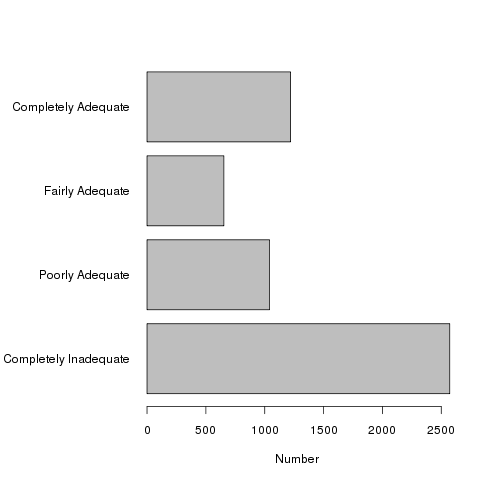 Completely Adequate
Fairly Adequate
Poorly Adequate
Completely Inadequate
0 500 1000 1500 2000 2500
Number